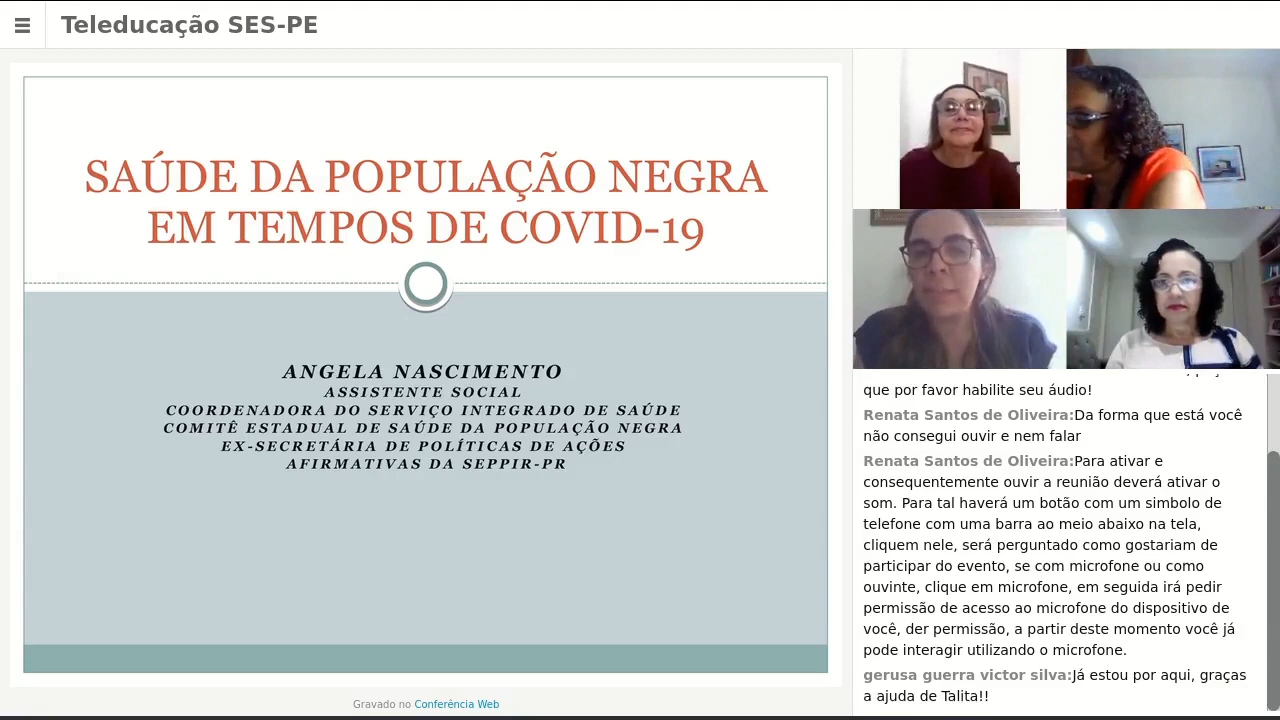 Teleducação SES-PE
SAÚDE DA POPULAÇÃO NEGRA
EM TEMPOS DE COVID-19
ANGELA NASCIMENTO
ASSISTENTE SOCIAL
COORDENADORA DO SERVIÇO INTEGRADO DE SAÚDE
COMITÊ ESTADUAL DE SAÚDE DA POPULAÇÃO NEGRA
EX-SECRETÁRIA DE POLÍTICAS DE AÇÕES
AFIRMATIVAS DA SEPPIR-PR
Gravado no Conferência Web
que por favor habilite seu áudio!
Renata Santos de Oliveira:Da forma que está você
não consegui ouvir e nem falar
Renata Santos de Oliveira:Para ativar e
consequentemente ouvir a reunião deverá ativar o
som. Para tal haverá um botão com um simbolo de
telefone com uma barra ao meio abaixo na tela,
cliquem nele, será perguntado como gostariam de
participar do evento, se com microfone ou como
ouvinte, clique em microfone, em seguida irá pedir
permissão de acesso ao microfone do dispositivo de
você, der permissão, a partir deste momento você já
pode interagir utilizando o microfone.
gerusa guerra victor silva:Já estou por aqui, graças
a ajuda de Talita!!